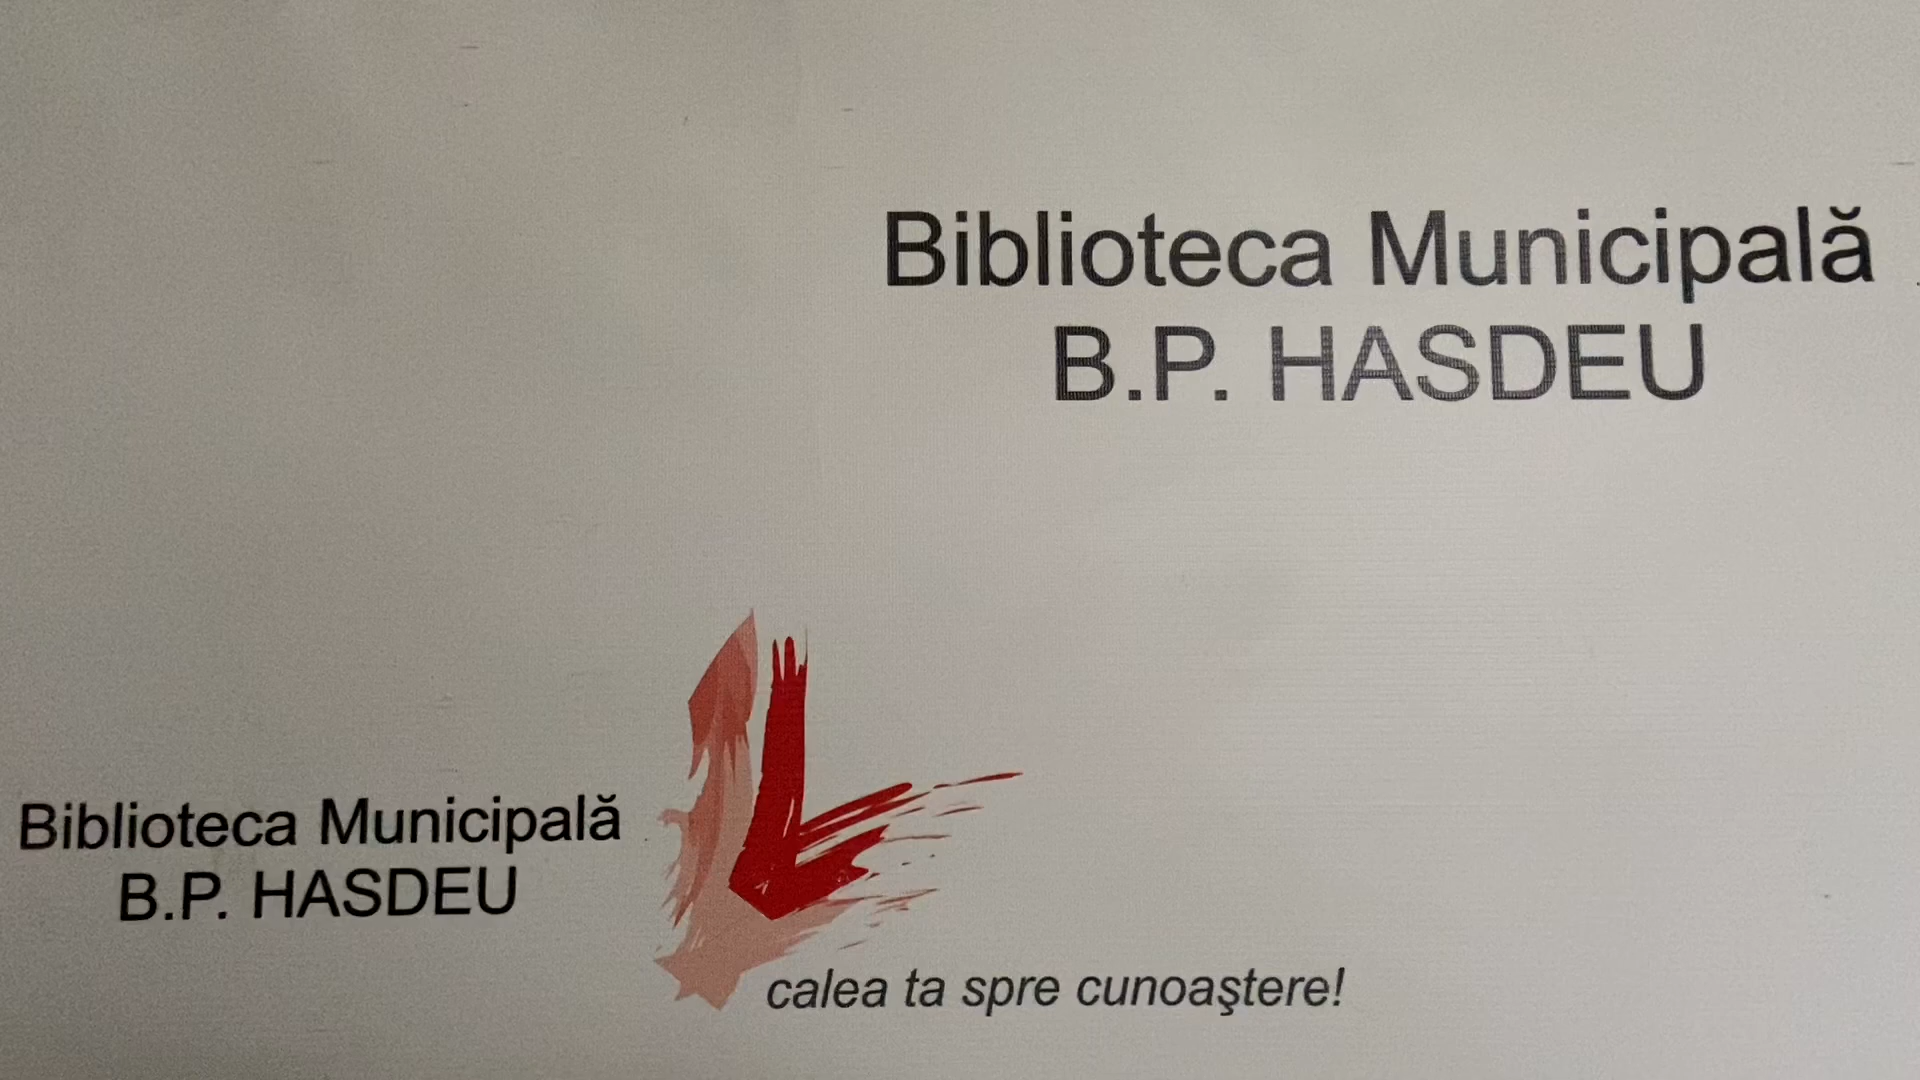 Biblioteca Municipală
B.P. HASDEU
Biblioteca Municipală
B.P. HASDEU
calea ta spre cunoaştere!